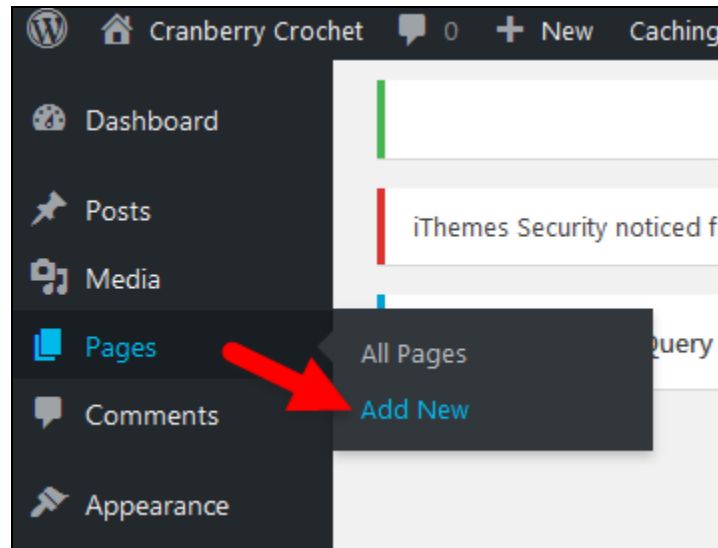 Cranberry Crochet 0 New Caching
Dashboard
Posts
iThemes Security noticed f
Media
Pages
All Pages
Query
Add New
Comments
Appearance